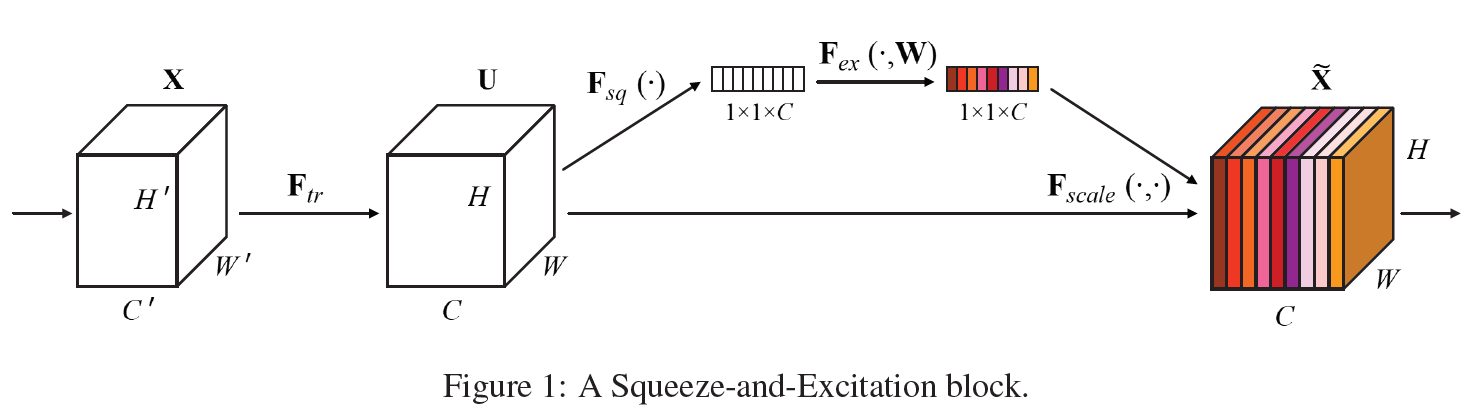 X
U
X̃
F_sq (·)
F_ex (·,W)
1×1×C
1×1×C
F_tr
F_scale (·,·)
H′
W′
C′
H
W
C
H
W
C
Figure 1: A Squeeze-and-Excitation block.